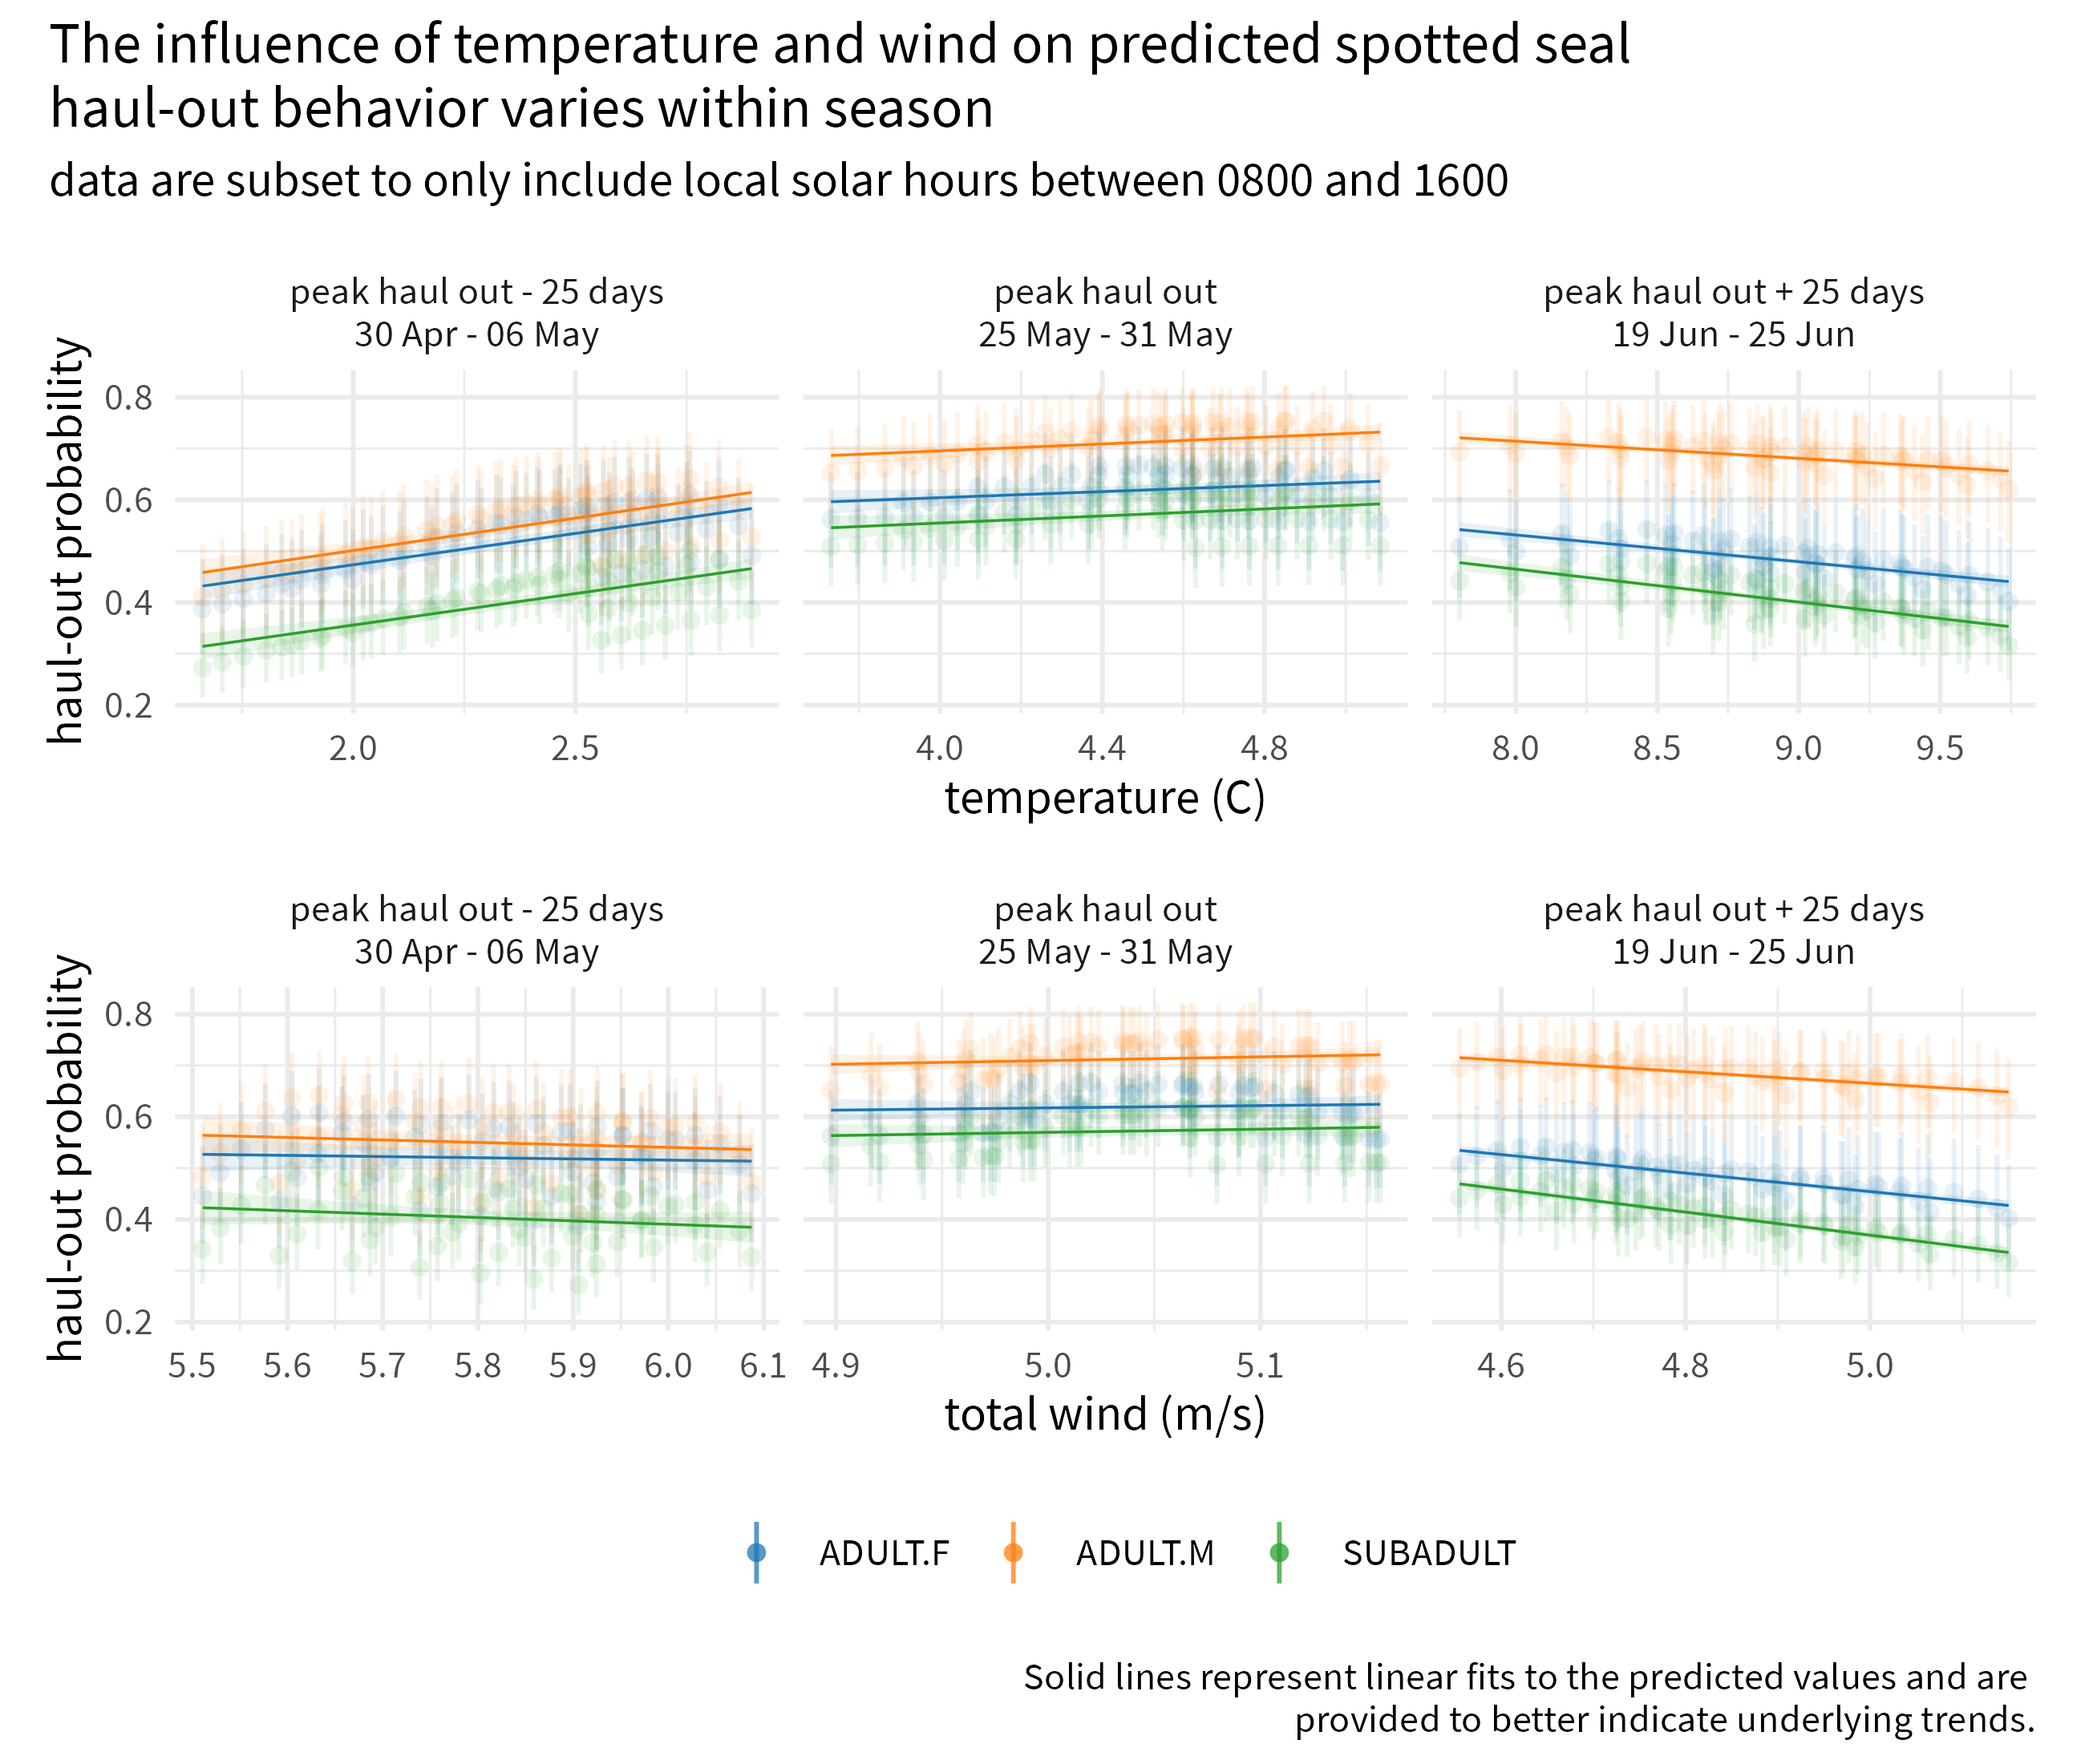 The influence of temperature and wind on predicted spotted seal
haul-out behavior varies within season
data are subset to only include local solar hours between 0800 and 1600
peak haul out - 25 days
30 Apr - 06 May
peak haul out
25 May - 31 May
peak haul out + 25 days
19 Jun - 25 Jun
haul-out probability
0.8
0.6
0.4
0.2
2.0 2.5
4.0 4.4 4.8
8.0 8.5 9.0 9.5
temperature (C)
peak haul out - 25 days
30 Apr - 06 May
peak haul out
25 May - 31 May
peak haul out + 25 days
19 Jun - 25 Jun
haul-out probability
0.8
0.6
0.4
0.2
5.5 5.6 5.7 5.8 5.9 6.0 6.1
4.9 5.0 5.1
4.6 4.8 5.0
total wind (m/s)
ADULT.F ADULT.M SUBADULT
Solid lines represent linear fits to the predicted values and are
provided to better indicate underlying trends.